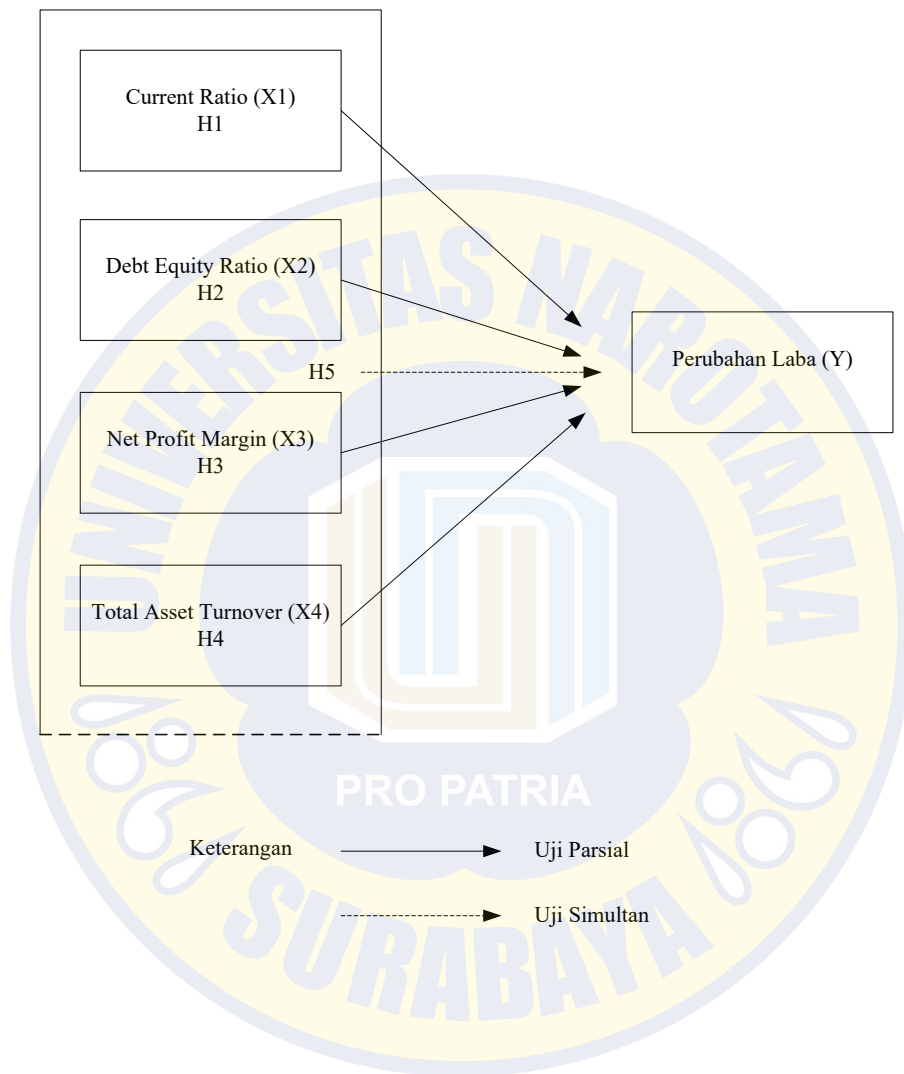 Current Ratio (X1)
H1
Debt Equity Ratio (X2)
H2
H5
Perubahan Laba (Y)
Net Profit Margin (X3)
H3
Total Asset Turnover (X4)
H4
Keterangan
Uji Parsial
Uji Simultan
UNIVERSITAS NAROTAMA
PRO PATRIA
SURABAYA